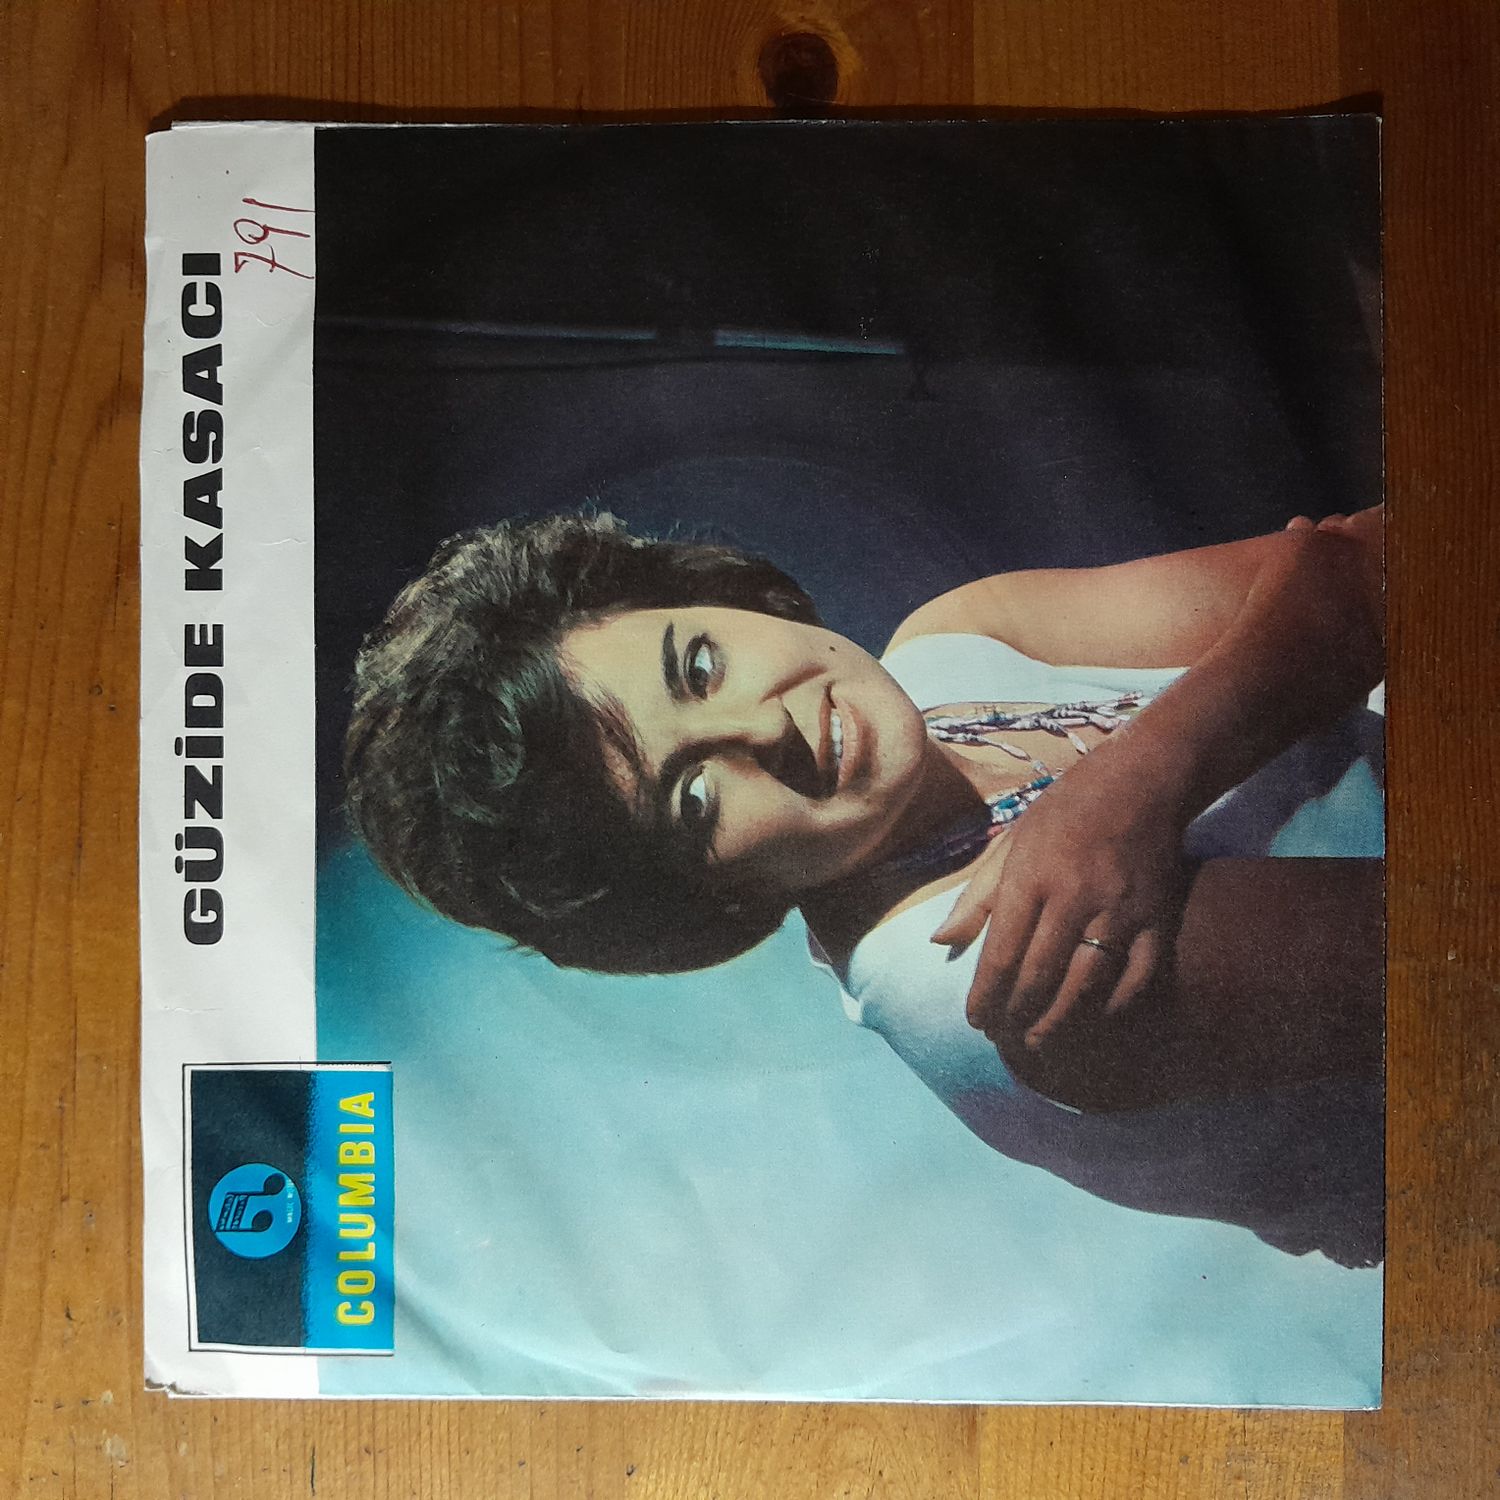 GÜZİDE KASACI
791
COLUMBIA